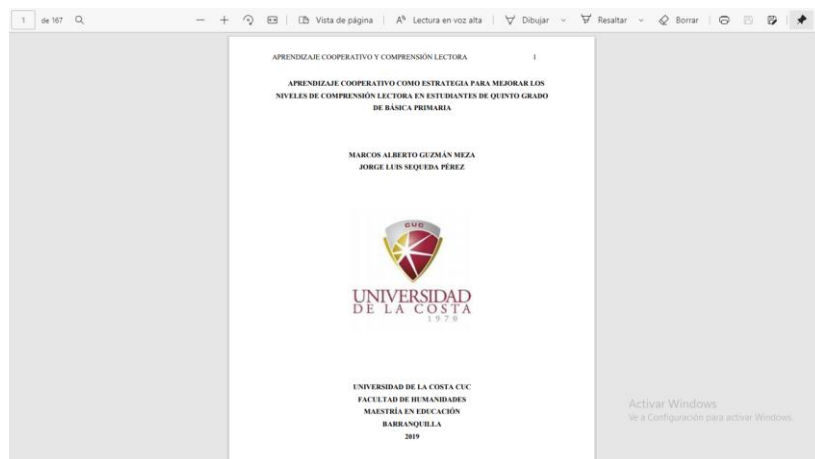 1 de 167 Vista de página Lectura en voz alta Dibujar Resaltar Borrar
APRENDIZAJE COOPERATIVO Y COMPRENSIÓN LECTORA 1
APRENDIZAJE COOPERATIVO COMO ESTRATEGIA PARA MEJORAR LOS
NIVELES DE COMPRENSIÓN LECTORA EN ESTUDIANTES DE QUINTO GRADO
DE BÁSICA PRIMARIA
MARCOS ALBERTO GUZMÁN MEZA
JORGE LUIS SEQUEDA PÉREZ
CUC
UNIVERSIDAD
DE LA COSTA
1970
UNIVERSIDAD DE LA COSTA CUC
FACULTAD DE HUMANIDADES
MAESTRÍA EN EDUCACIÓN
BARRANQUILLA
2019
Activar Windows
Ve a Configuración para activar Windows.